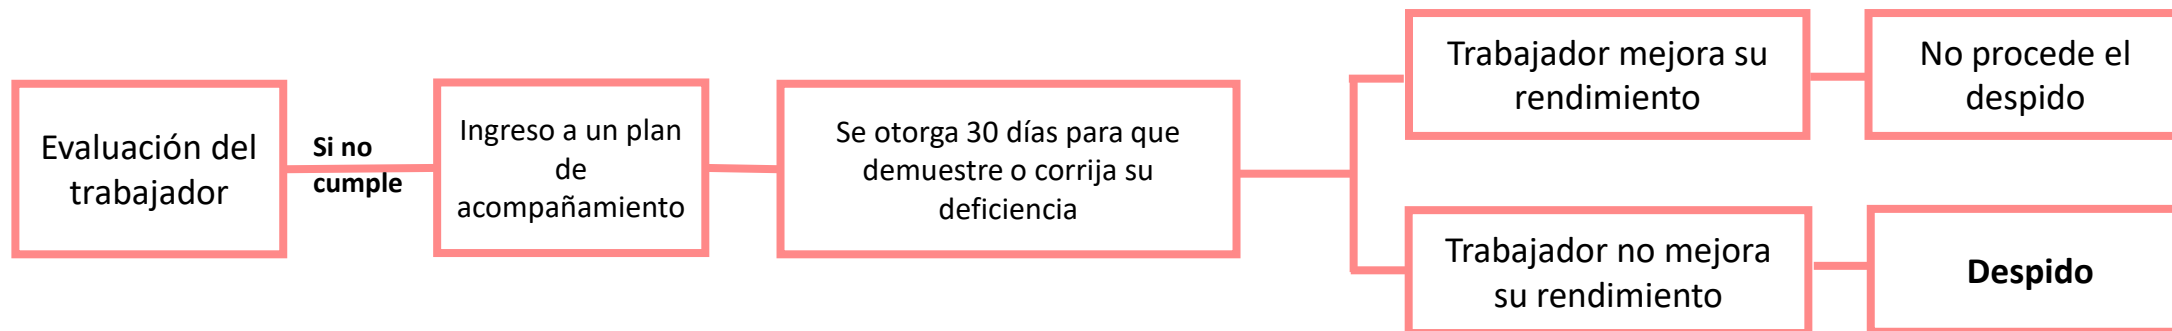 Evaluación del
trabajador
Si no
cumple
Ingreso a un plan
de
acompañamiento
Se otorga 30 días para que
demuestre o corrija su
deficiencia
Trabajador mejora su
rendimiento
No procede el
despido
Trabajador no mejora
su rendimiento
Despido